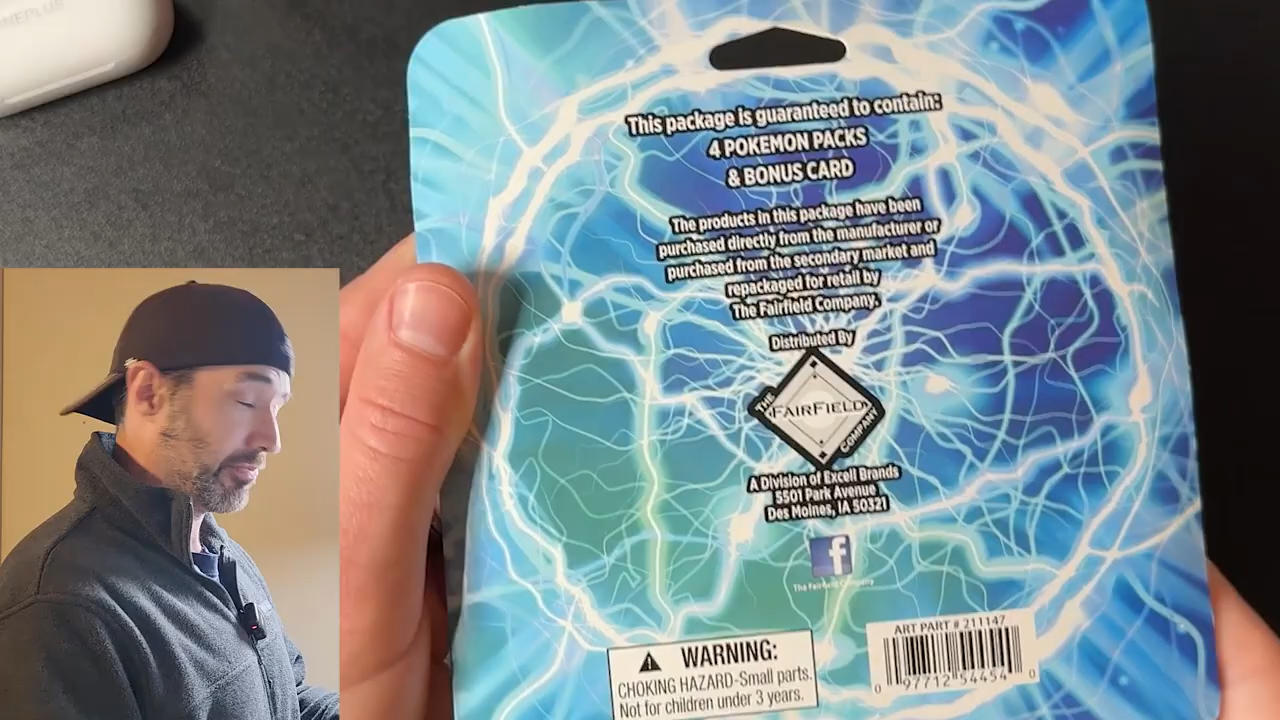 This package is guaranteed to contain:
4 POKEMON PACKS
& BONUS CARD
The products in this package have been
purchased directly from the manufacturer or
purchased from the secondary market and
repackaged for retail by
The Fairfield Company.
Distributed By
THE
FAIRFIELD
COMPANY
A Division of Excell Brands
5501 Park Avenue
Des Moines, IA 50321
f
The Fairfield Company
WARNING:
CHOKING HAZARD-Small parts.
Not for children under 3 years.
ART PART # 211147
0 97712 54454 0